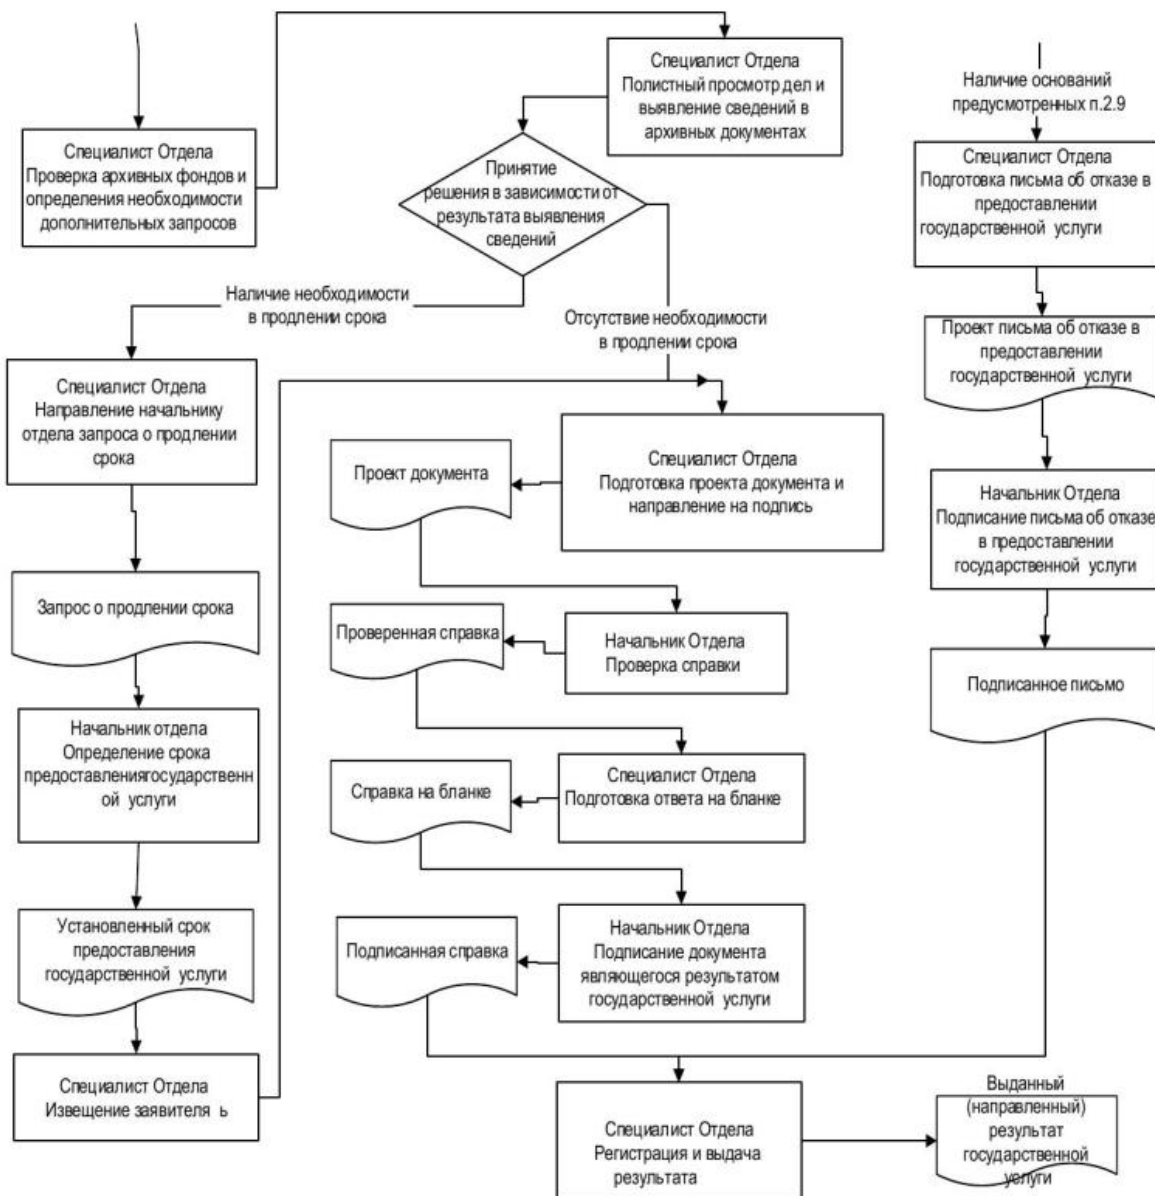 Специалист Отдела
Проверка архивных фондов и
определения необходимости
дополнительных запросов
Специалист Отдела
Полистный просмотр дел и
выявление сведений в
архивных документах
Принятие
решения в зависимости от
результата выявления
сведений
Наличие необходимости
в продлении срока
Отсутствие необходимости
в продлении срока
Специалист Отдела
Направление начальнику
отдела запроса о продлении
срока
Запрос о продлении срока
Начальник отдела
Определение срока
предоставлениягосударственн
ой услуги
Установленный срок
предоставления
государственной услуги
Специалист Отдела
Извещение заявителя ь
Специалист Отдела
Подготовка проекта документа и
направление на подпись
Проект документа
Начальник Отдела
Проверка справки
Проверенная справка
Специалист Отдела
Подготовка ответа на бланке
Справка на бланке
Начальник Отдела
Подписание документа
являющегося результатом
государственной услуги
Подписанная справка
Наличие оснований
предусмотренных п.2.9
Специалист Отдела
Подготовка письма об отказе в
предоставлении
государственной услуги
Проект письма об отказе в
предоставлении
государственной услуги
Начальник Отдела
Подписание письма об отказе
в предоставлении
государственной услуги
Подписанное письмо
Специалист Отдела
Регистрация и выдача
результата
Выданный
(направленный)
результат
государственной
услуги